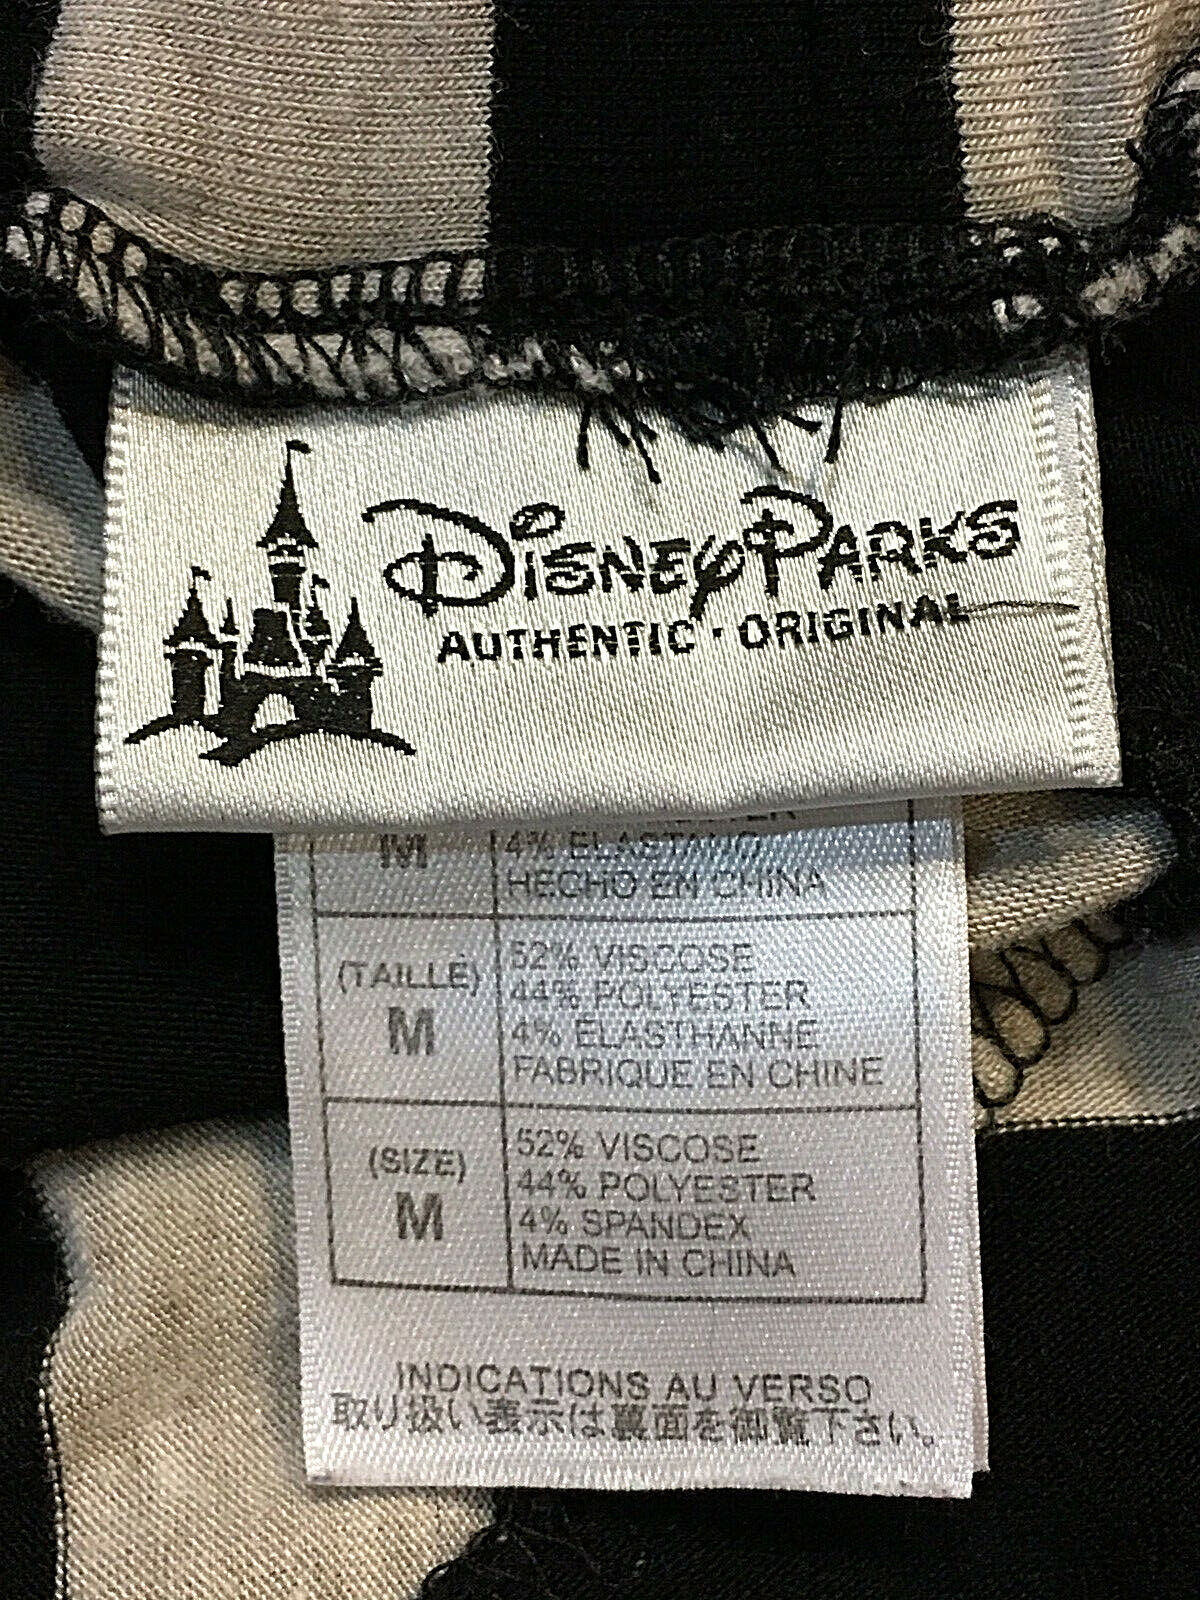 DISNEY PARKS
AUTHENTIC · ORIGINAL
M
4% ELASTANO
HECHO EN CHINA
(TAILLE)
M
52% VISCOSE
44% POLYESTER
4% ELASTHANNE
FABRIQUE EN CHINE
(SIZE)
M
52% VISCOSE
44% POLYESTER
4% SPANDEX
MADE IN CHINA
INDICATIONS AU VERSO
取り扱い表示は裏面を御覧下さい。